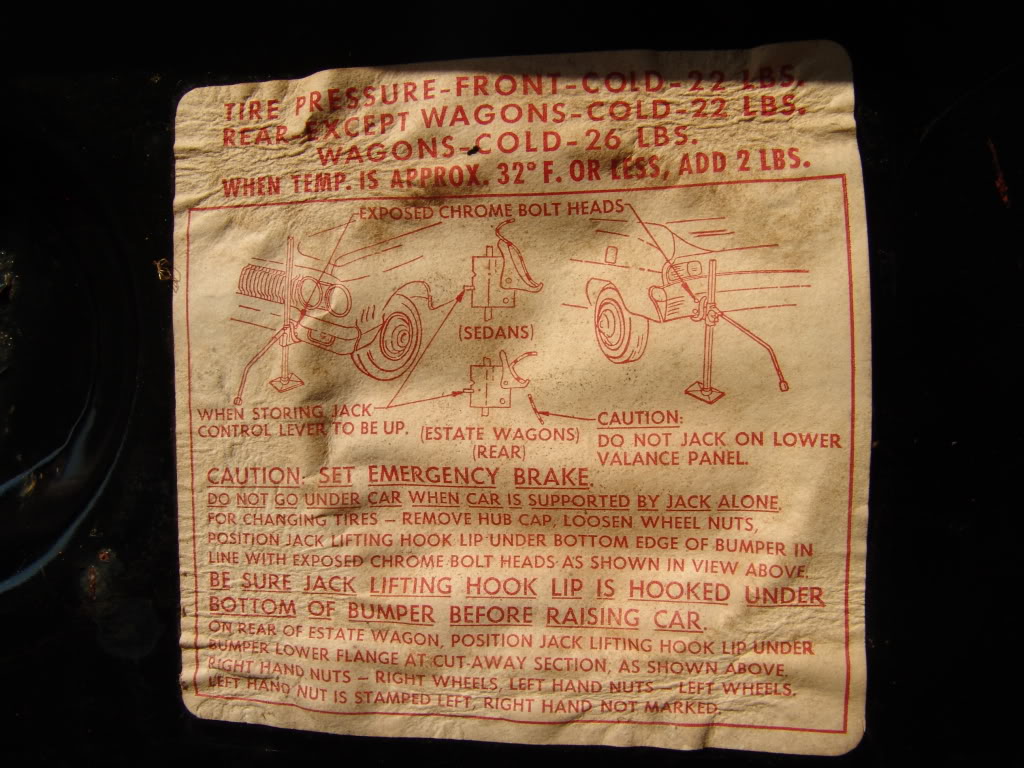 TIRE PRESSURE-FRONT-COLD-22 LBS.
REAR-EXCEPT WAGONS-COLD-22 LBS.
WAGONS-COLD-26 LBS.
WHEN TEMP. IS APPROX. 32° F. OR LESS, ADD 2 LBS.
EXPOSED CHROME BOLT HEADS
(SEDANS)
WHEN STORING JACK
CONTROL LEVER TO BE UP.
(ESTATE WAGONS)
(REAR)
CAUTION:
DO NOT JACK ON LOWER
VALANCE PANEL.
CAUTION: SET EMERGENCY BRAKE.
DO NOT GO UNDER CAR WHEN CAR IS SUPPORTED BY JACK ALONE.
FOR CHANGING TIRES – REMOVE HUB CAP, LOOSEN WHEEL NUTS,
POSITION JACK LIFTING HOOK LIP UNDER BOTTOM EDGE OF BUMPER IN
LINE WITH EXPOSED CHROME BOLT HEADS AS SHOWN IN VIEW ABOVE.
BE SURE JACK LIFTING HOOK LIP IS HOOKED UNDER
BOTTOM OF BUMPER BEFORE RAISING CAR.
ON REAR OF ESTATE WAGON, POSITION JACK LIFTING HOOK LIP UNDER
BUMPER LOWER FLANGE AT CUT-AWAY SECTION, AS SHOWN ABOVE
RIGHT HAND NUTS – RIGHT WHEELS, LEFT HAND NUTS – LEFT WHEELS.
LEFT HAND NUT IS STAMPED LEFT, RIGHT HAND NOT MARKED.